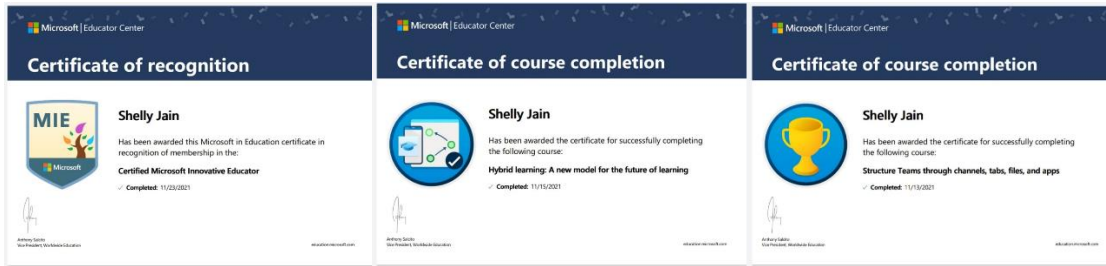 Microsoft | Educator Center
Certificate of recognition
MIE
Microsoft
Shelly Jain
Has been awarded this Microsoft in Education certificate in
recognition of membership in the:
Certified Microsoft Innovative Educator
✓ Completed: 11/23/2021
Anthony Salcito
Vice President, Worldwide Education
education.microsoft.com
Microsoft | Educator Center
Certificate of course completion
Shelly Jain
Has been awarded the certificate for successfully completing
the following course:
Hybrid learning: A new model for the future of learning
✓ Completed: 11/15/2021
Anthony Salcito
Vice President, Worldwide Education
education.microsoft.com
Microsoft | Educator Center
Certificate of course completion
Shelly Jain
Has been awarded the certificate for successfully completing
the following course:
Structure Teams through channels, tabs, files, and apps
✓ Completed: 11/13/2021
Anthony Salcito
Vice President, Worldwide Education
education.microsoft.com